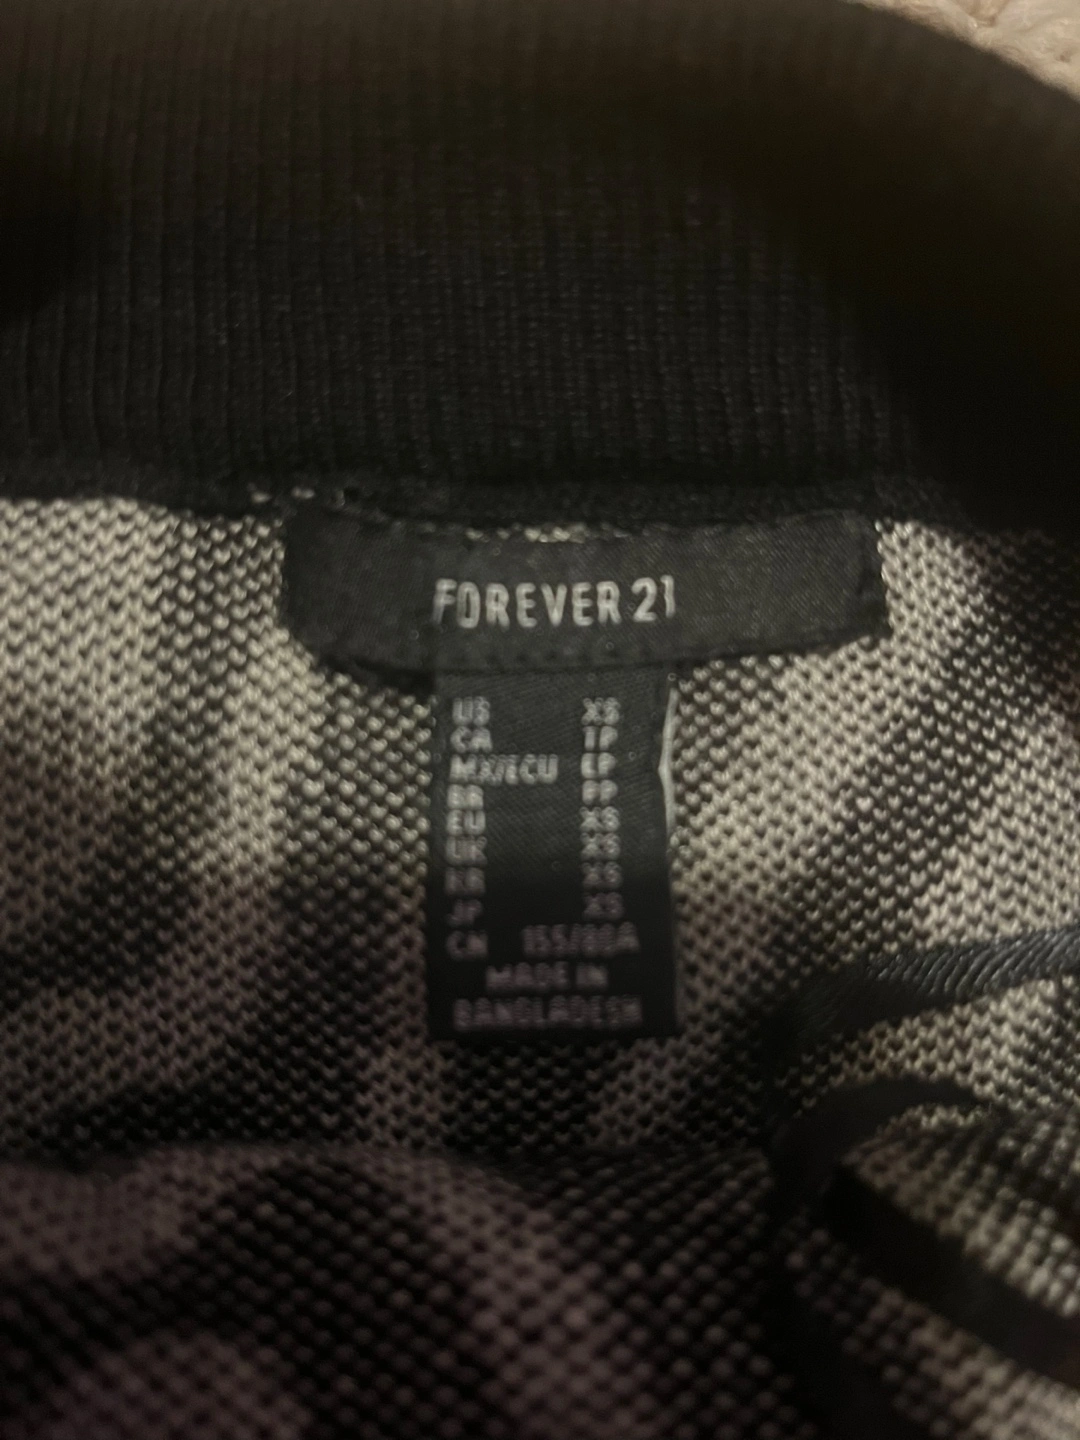 FOREVER 21
US XS
CA TP
MX/ECU EP
BR PP
EU XS
UK XS
KR XS
JP XS
CN 155/80A
MADE IN
BANGLADESH